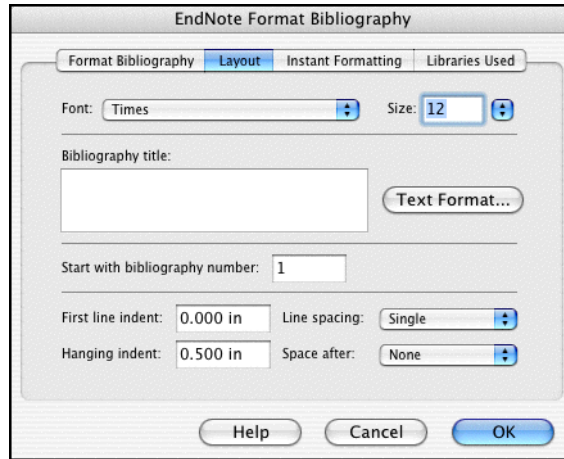 EndNote Format Bibliography
Format Bibliography Layout Instant Formatting Libraries Used
Font: Times Size: 12
Bibliography title:
Text Format...
Start with bibliography number: 1
First line indent: 0.000 in Line spacing: Single
Hanging indent: 0.500 in Space after: None
Help Cancel OK